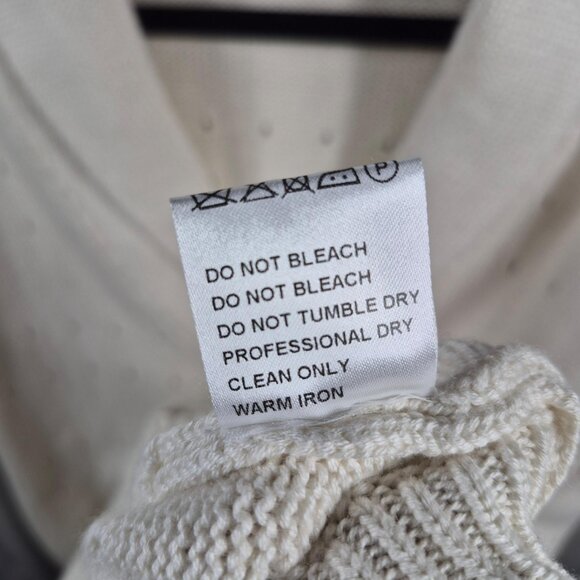 P
DO NOT BLEACH
DO NOT BLEACH
DO NOT TUMBLE DRY
PROFESSIONAL DRY
CLEAN ONLY
WARM IRON